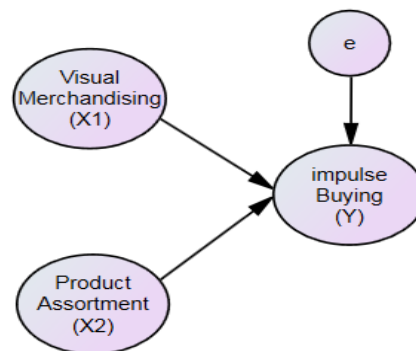 e
Visual
Merchandising
(X1)
impulse
Buying
(Y)
Product
Assortment
(X2)